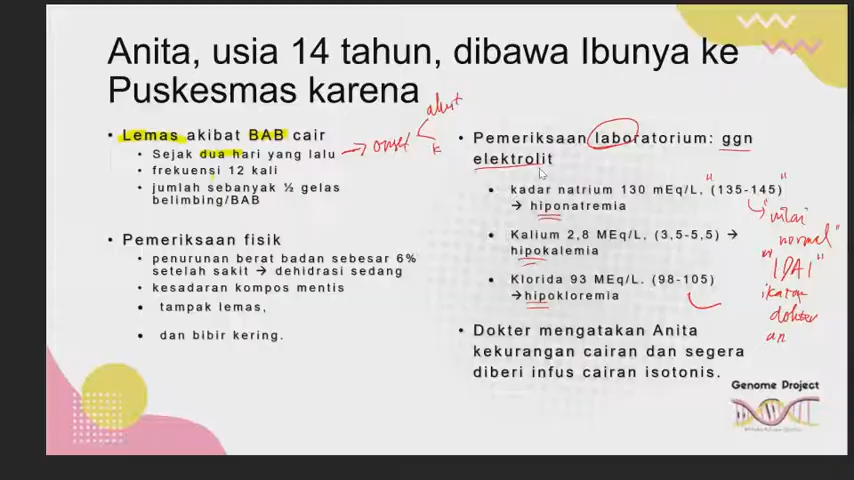 Anita, usia 14 tahun, dibawa Ibunya ke
Puskesmas karena
• Lemas akibat BAB cair
• Sejak dua hari yang lalu
onset
akut
k
• frekuensi 12 kali
• jumlah sebanyak ½ gelas
belimbing/BAB
• Pemeriksaan fisik
• penurunan berat badan sebesar 6%
setelah sakit → dehidrasi sedang
• kesadaran kompos mentis
• tampak lemas,
• dan bibir kering.
• Pemeriksaan laboratorium: ggn
elektrolit
• kadar natrium 130 mEq/L, (135-145)
→ hiponatremia
• Kalium 2,8 MEq/L, (3,5-5,5) →
hipokalemia
• Klorida 93 MEq/L. (98-105)
→hipokloremia
"nilai
normal"
"IDAI"
ikatan
dokter
an
• Dokter mengatakan Anita
kekurangan cairan dan segera
diberi infus cairan isotonis.
Genome Project